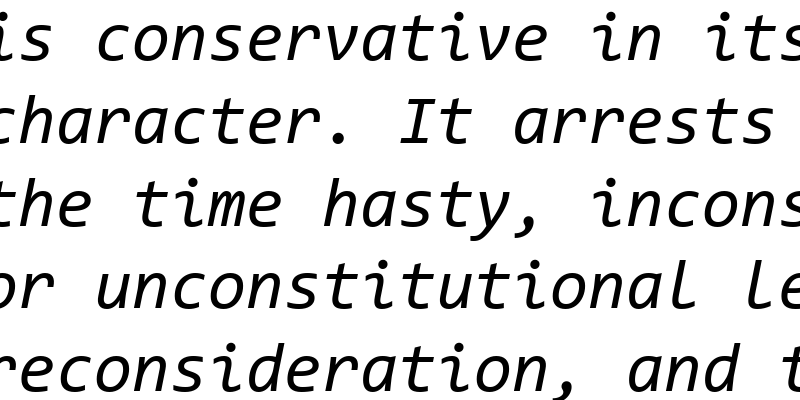 is conservative in its
character. It arrests
the time hasty, incons
or unconstitutional le
reconsideration, and t